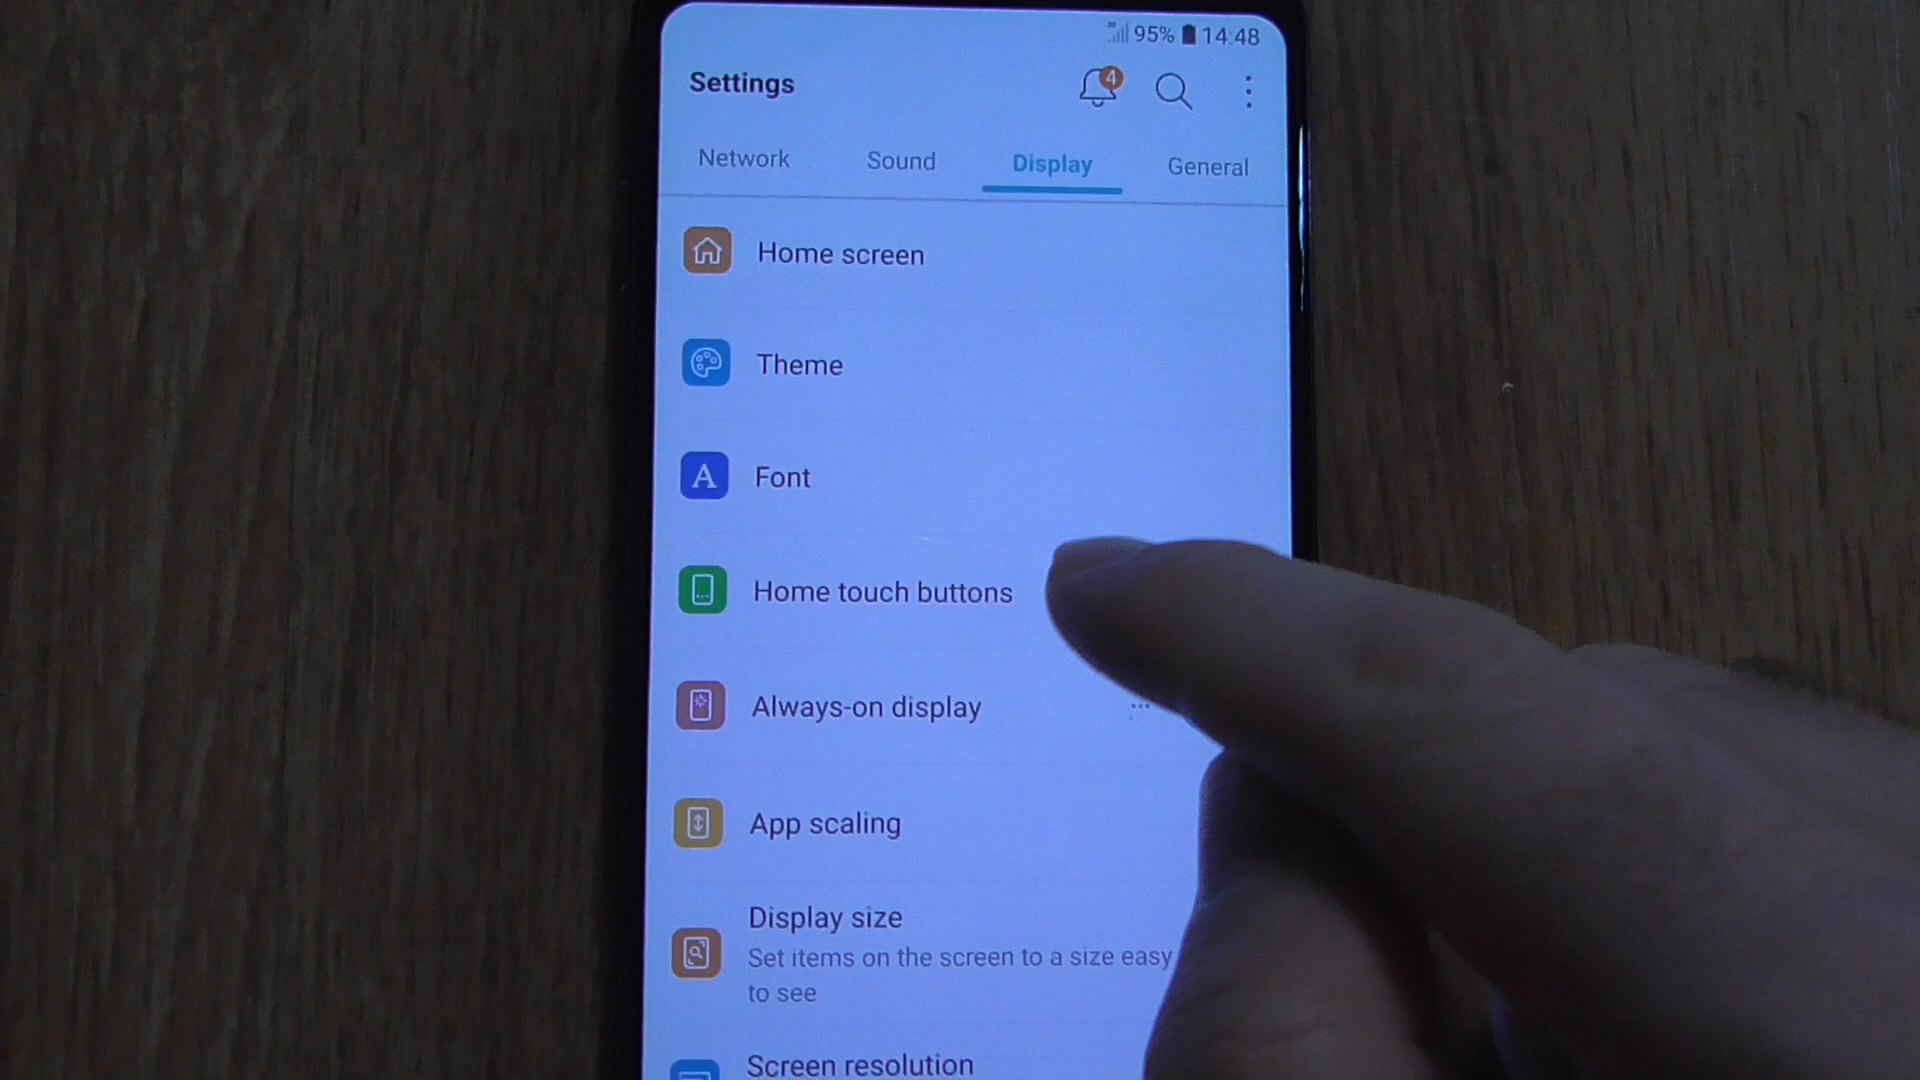 95% 14:48
Settings
4
Network Sound Display General
Home screen
Theme
A Font
Home touch buttons
Always-on display
App scaling
Display size
Set items on the screen to a size easy
to see
Screen resolution